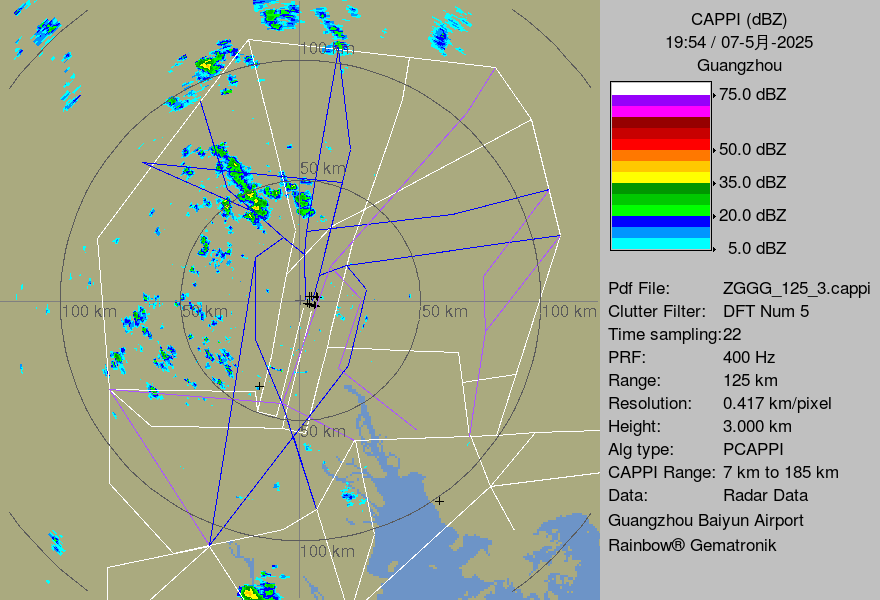 CAPPI (dBZ)
19:54 / 07-5月-2025
Guangzhou
75.0 dBZ
50.0 dBZ
35.0 dBZ
20.0 dBZ
5.0 dBZ
100 km
50 km
100 km
50 km
50 km
100 km
50 km
100 km
Pdf File: ZGGG_125_3.cappi
Clutter Filter: DFT Num 5
Time sampling:22
PRF: 400 Hz
Range: 125 km
Resolution: 0.417 km/pixel
Height: 3.000 km
Alg type: PCAPPI
CAPPI Range: 7 km to 185 km
Data: Radar Data
Guangzhou Baiyun Airport
Rainbow® Gematronik